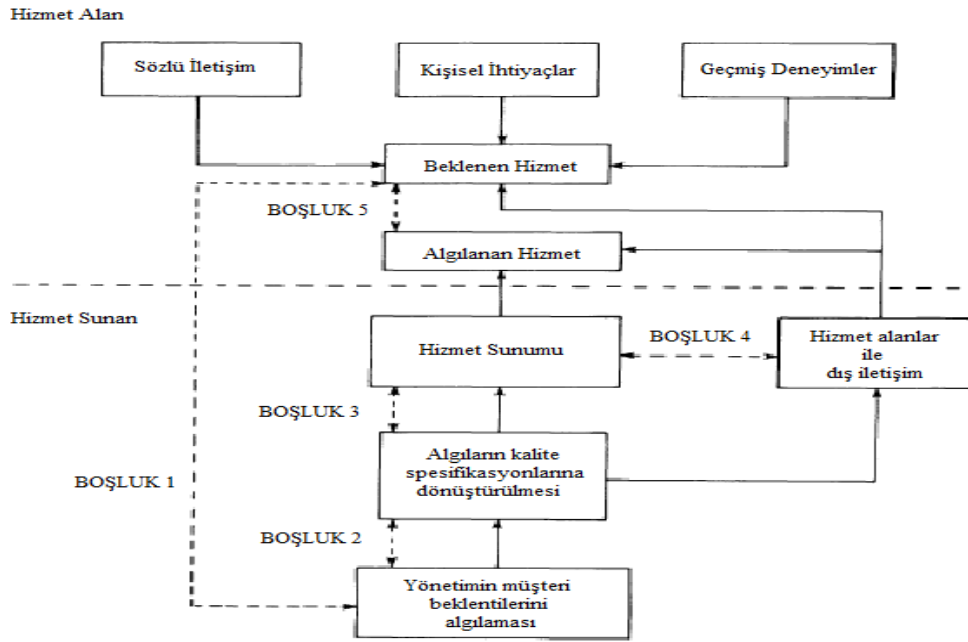 Hizmet Alan
Sözlü İletişim
Kişisel İhtiyaçlar
Geçmiş Deneyimler
Beklenen Hizmet
BOŞLUK 5
Algılanan Hizmet
Hizmet Sunan
Hizmet Sunumu
BOŞLUK 4
Hizmet alanlar
ile
dış iletişim
BOŞLUK 3
Algıların kalite
spesifikasyonlarına
dönüştürülmesi
BOŞLUK 1
BOŞLUK 2
Yönetimin müşteri
beklentilerini
algılaması